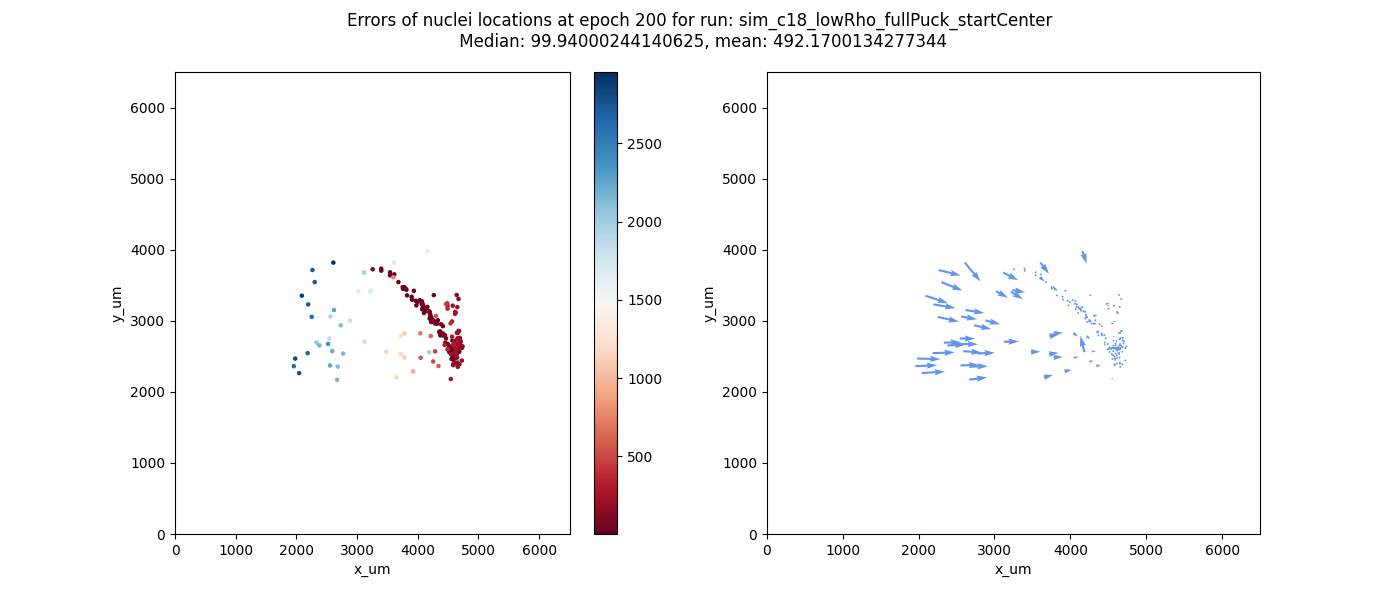 Errors of nuclei locations at epoch 200 for run: sim_c18_lowRho_fullPuck_startCenter
Median: 99.94000244140625, mean: 492.1700134277344
6000
5000
4000
3000
2000
1000
0
y_um
0 1000 2000 3000 4000 5000 6000
x_um
2500
2000
1500
1000
500
6000
5000
4000
3000
2000
1000
0
y_um
0 1000 2000 3000 4000 5000 6000
x_um